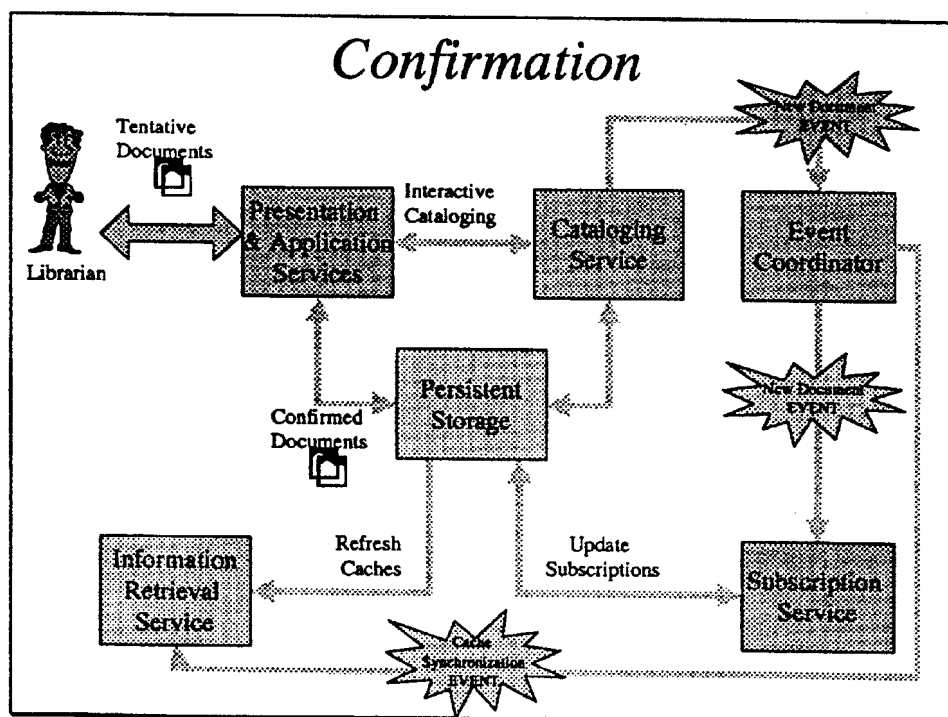 Confirmation
New Document
EVENT
Tentative
Documents
Librarian
Presentation
& Application
Services
Interactive
Cataloging
Cataloging
Service
Event
Coordinator
Persistent
Storage
New Document
EVENT
Confirmed
Documents
Information
Retrieval
Service
Refresh
Caches
Update
Subscriptions
Subscription
Service
Cache
Synchronization
EVENT